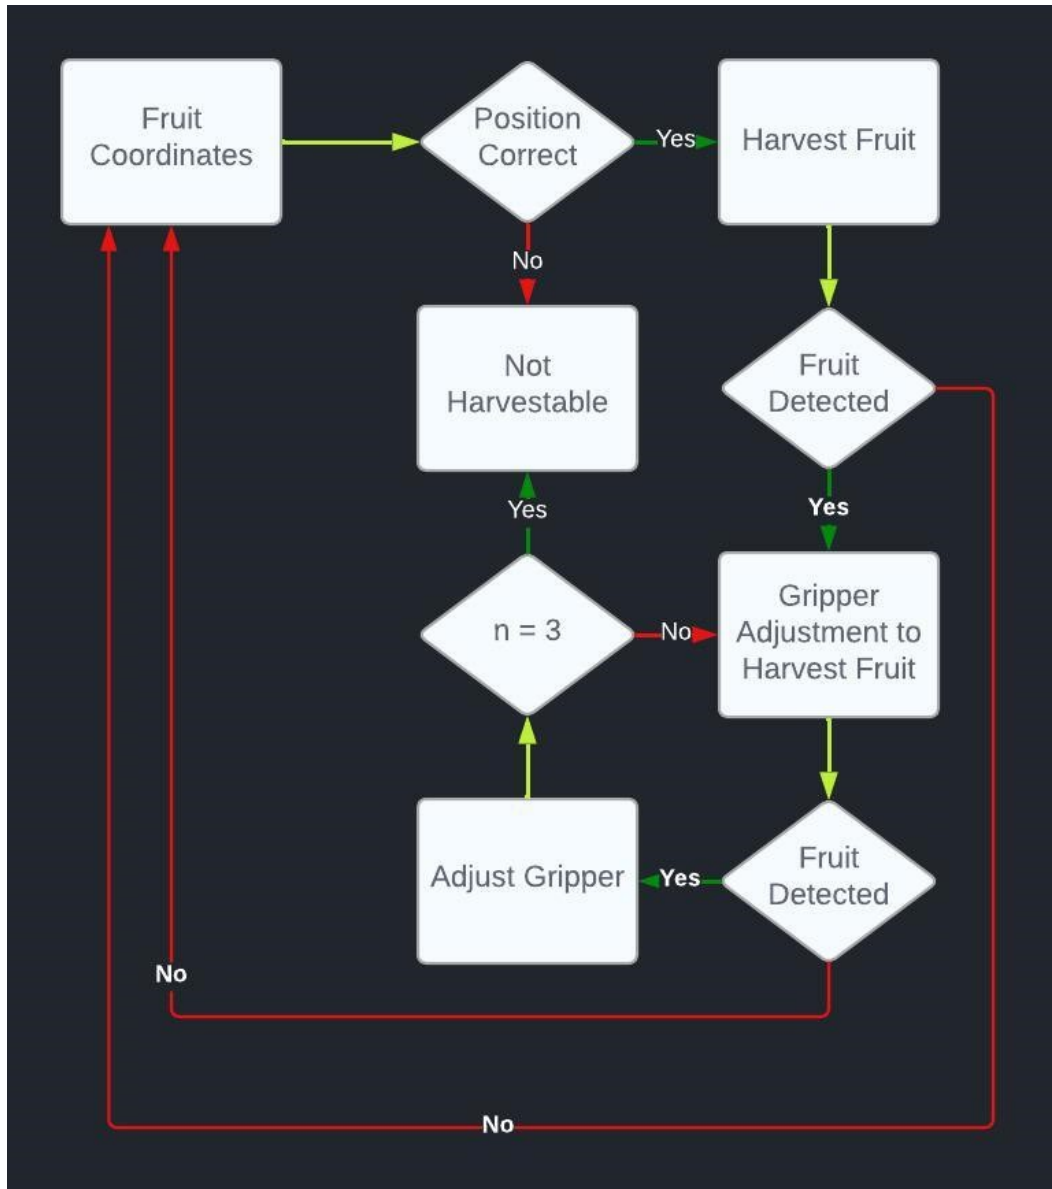 Fruit
Coordinates
Position
Correct
Yes
Harvest Fruit
No
Not
Harvestable
Fruit
Detected
Yes
Yes
n = 3
No
Gripper
Adjustment to
Harvest Fruit
Adjust Gripper
Yes
Fruit
Detected
No
No